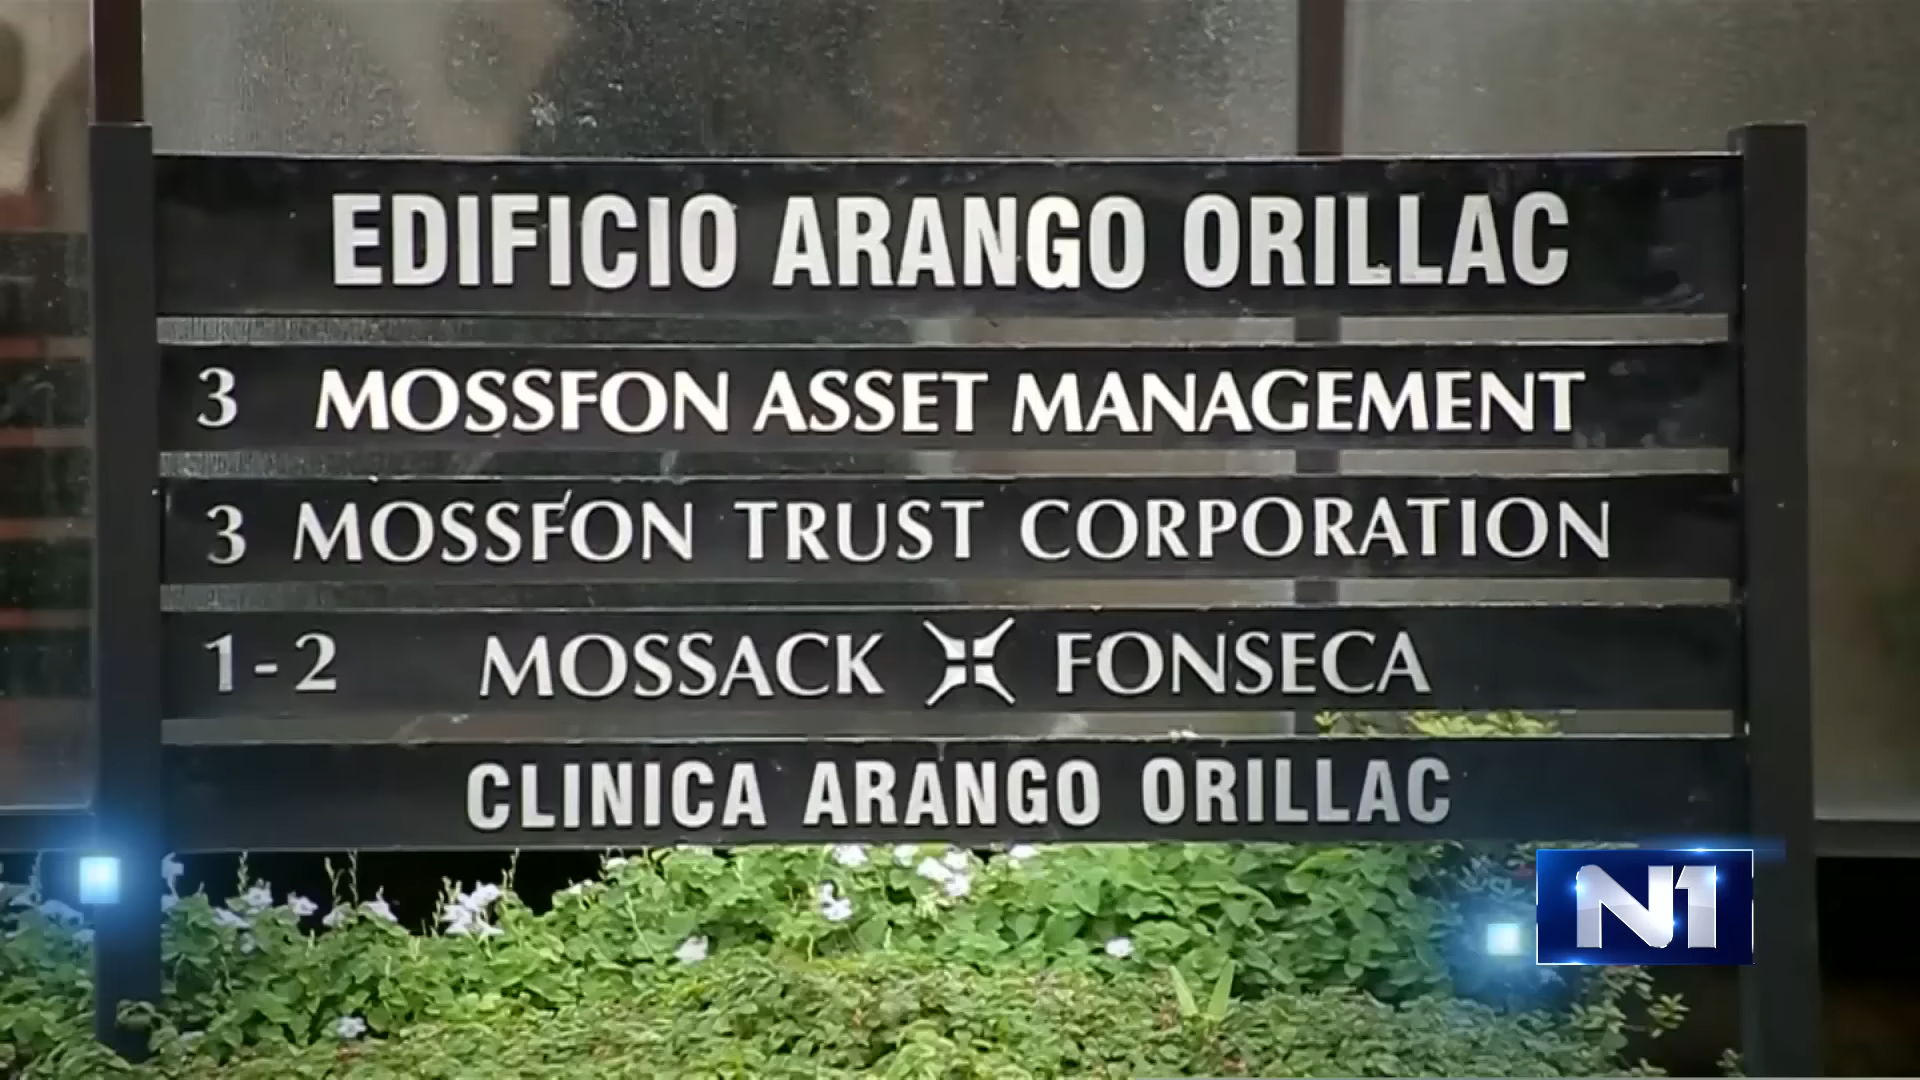 EDIFICIO ARANGO ORILLAC
3 MOSSFON ASSET MANAGEMENT
3 MOSSFON TRUST CORPORATION
1-2 MOSSACK FONSECA
CLINICA ARANGO ORILLAC
N1